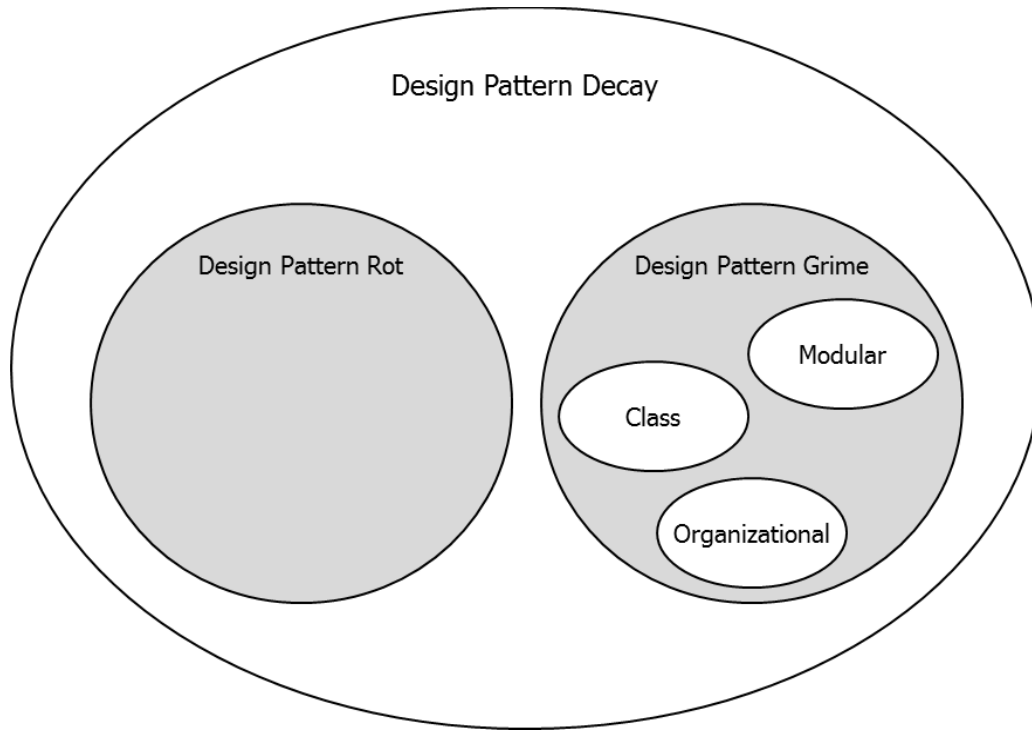 Design Pattern Decay
Design Pattern Rot
Design Pattern Grime
Modular
Class
Organizational